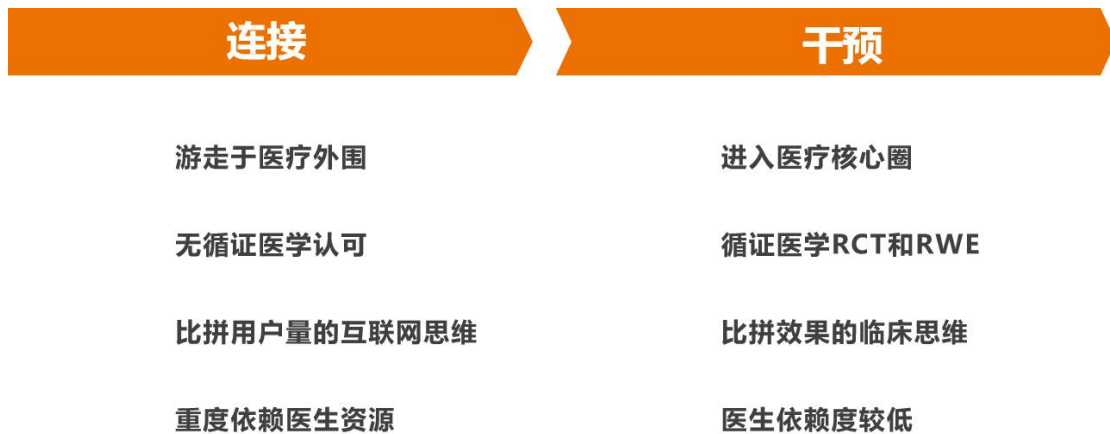 连接
干预
游走于医疗外围
进入医疗核心圈
无循证医学认可
循证医学RCT和RWE
比拼用户量的互联网思维
比拼效果的临床思维
重度依赖医生资源
医生依赖度较低